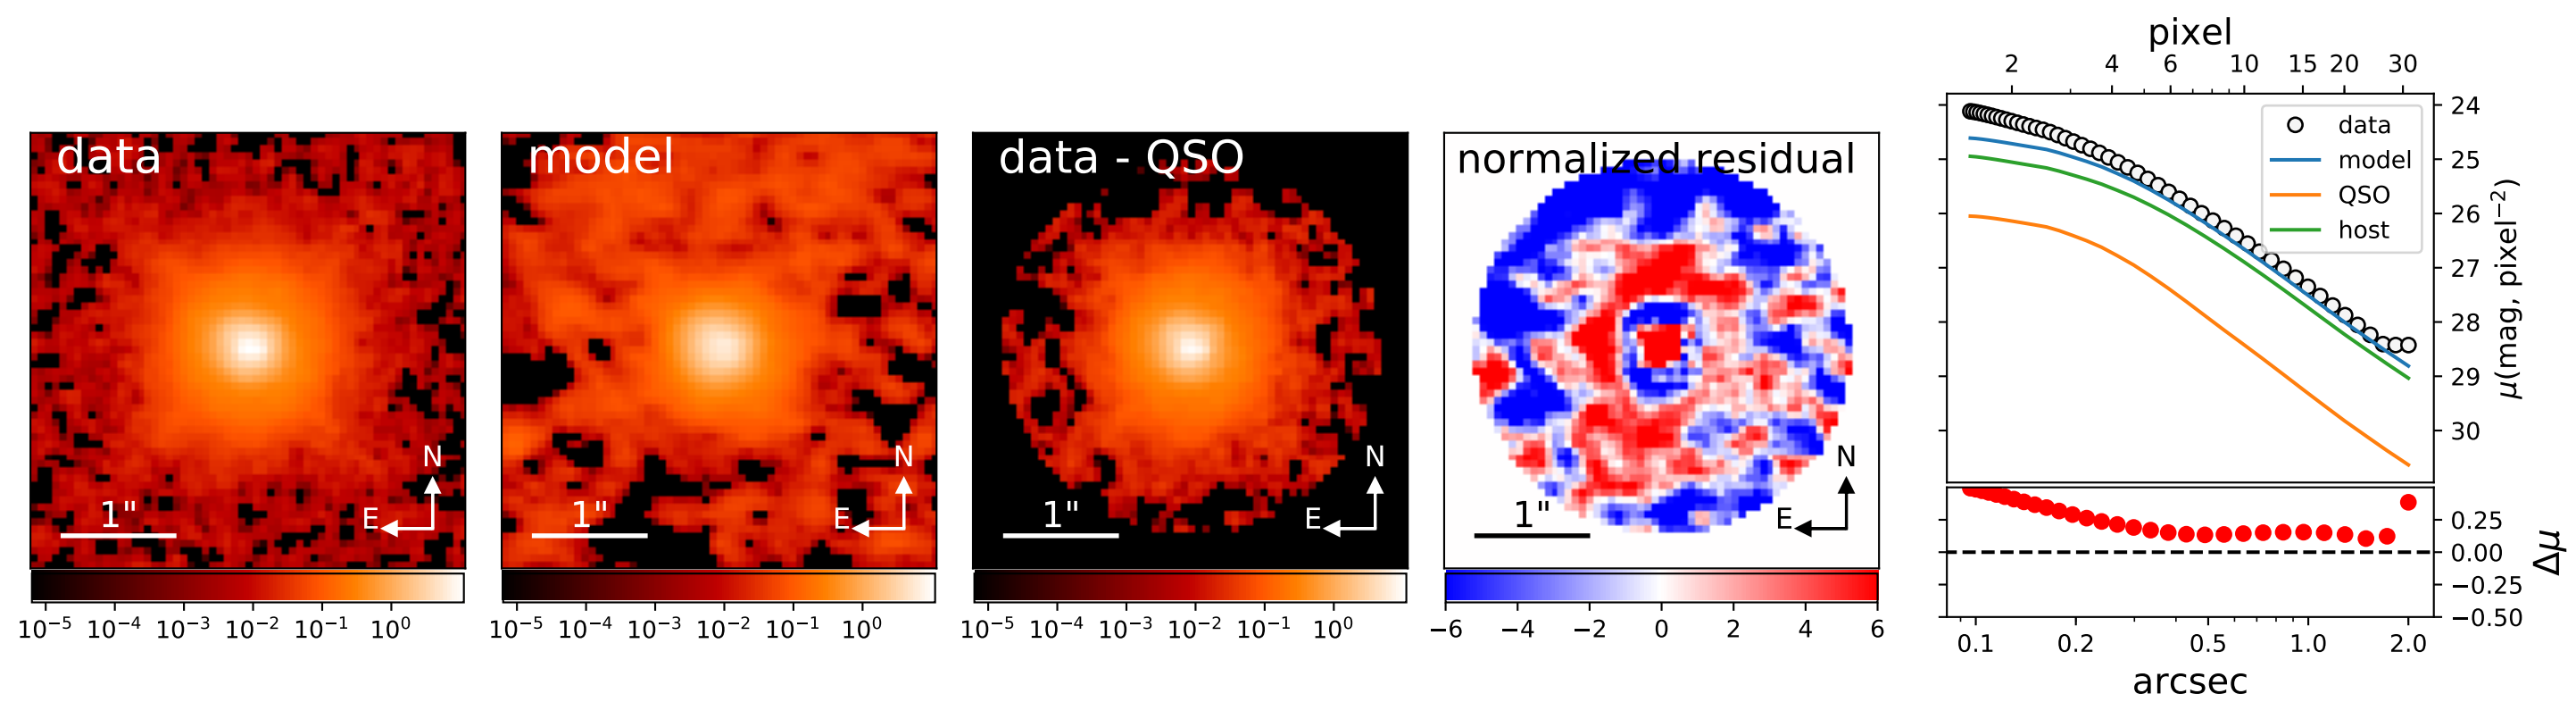 data
N
E
1"
10⁻⁵ 10⁻⁴ 10⁻³ 10⁻² 10⁻¹ 10⁰
model
N
E
1"
10⁻⁵ 10⁻⁴ 10⁻³ 10⁻² 10⁻¹ 10⁰
data - QSO
N
E
1"
10⁻⁵ 10⁻⁴ 10⁻³ 10⁻² 10⁻¹ 10⁰
normalized residual
N
E
1"
−6 −4 −2 0 2 4 6
pixel
2 4 6 10 15 20 30
data
model
QSO
host
24
25
26
27
28
29
30
μ(mag, pixel⁻²)
0.25
0.00
−0.25
−0.50
Δμ
0.1 0.2 0.5 1.0 2.0
arcsec